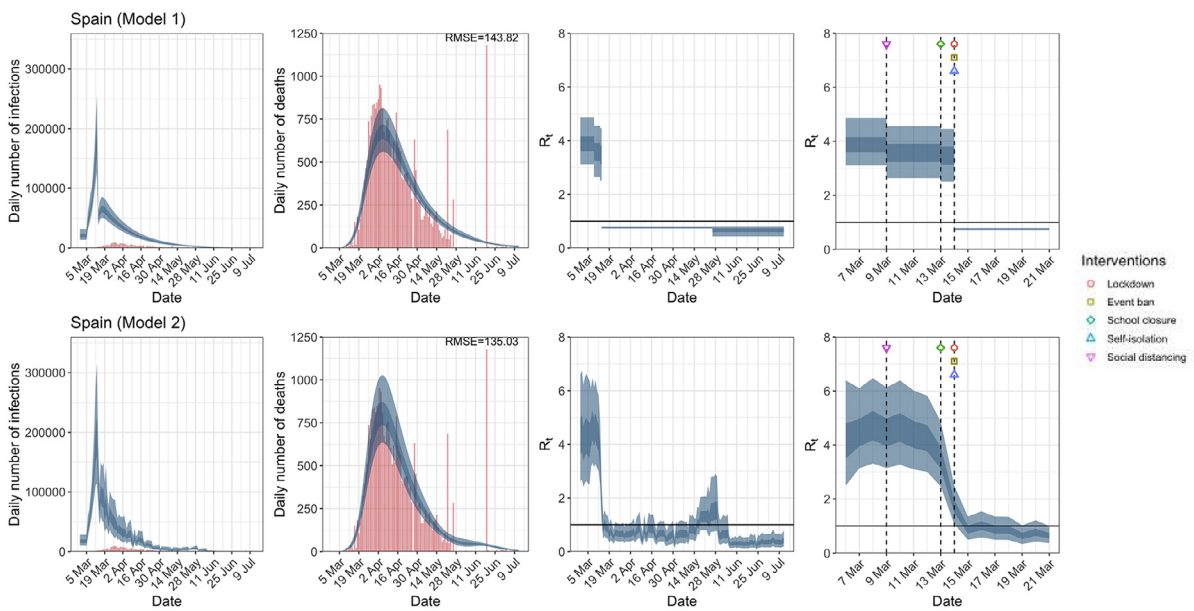 Spain (Model 1)
Daily number of infections
300000
200000
100000
0
5 Mar
19 Mar
2 Apr
16 Apr
30 Apr
14 May
28 May
11 Jun
25 Jun
9 Jul
Date
RMSE=143.82
Daily number of deaths
1250
1000
750
500
250
0
5 Mar
19 Mar
2 Apr
16 Apr
30 Apr
14 May
28 May
11 Jun
25 Jun
9 Jul
Date
Rt
8
6
4
2
0
5 Mar
19 Mar
2 Apr
16 Apr
30 Apr
14 May
28 May
11 Jun
25 Jun
9 Jul
Date
Rt
8
6
4
2
0
7 Mar
9 Mar
11 Mar
13 Mar
15 Mar
17 Mar
19 Mar
21 Mar
Date
Interventions
Lockdown
Event ban
School closure
Self-isolation
Social distancing
Spain (Model 2)
Daily number of infections
300000
200000
100000
0
5 Mar
19 Mar
2 Apr
16 Apr
30 Apr
14 May
28 May
11 Jun
25 Jun
9 Jul
Date
RMSE=135.03
Daily number of deaths
1250
1000
750
500
250
0
5 Mar
19 Mar
2 Apr
16 Apr
30 Apr
14 May
28 May
11 Jun
25 Jun
9 Jul
Date
Rt
8
6
4
2
0
5 Mar
19 Mar
2 Apr
16 Apr
30 Apr
14 May
28 May
11 Jun
25 Jun
9 Jul
Date
Rt
8
6
4
2
0
7 Mar
9 Mar
11 Mar
13 Mar
15 Mar
17 Mar
19 Mar
21 Mar
Date